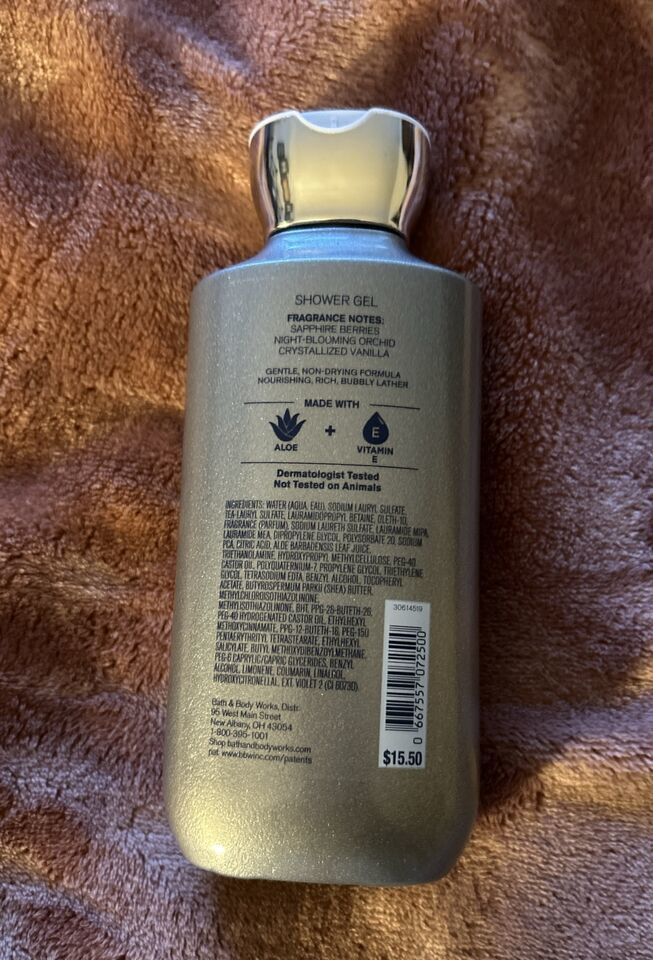 SHOWER GEL
FRAGRANCE NOTES:
SAPPHIRE BERRIES
NIGHT-BLOOMING ORCHID
CRYSTALLIZED VANILLA
GENTLE, NON-DRYING FORMULA
NOURISHING, RICH, BUBBLY LATHER
MADE WITH
ALOE
+
E
VITAMIN
E
Dermatologist Tested
Not Tested on Animals
INGREDIENTS: WATER (AQUA, EAU), SODIUM LAURYL SULFATE,
TEA-LAURYL SULFATE, LAURAMIDOPROPYL BETAINE, OLETH-10,
FRAGRANCE (PARFUM), SODIUM LAURETH SULFATE, LAURAMIDE MIPA,
LAURAMIDE MEA, DIPROPYLENE GLYCOL, POLYSORBATE 20, SODIUM
PCA, CITRIC ACID, ALOE BARBADENSIS LEAF JUICE,
TRIETHANOLAMINE, HYDROXYPROPYL METHYLCELLULOSE, PEG-40
CASTOR OIL, POLYQUATERNIUM-7, PROPYLENE GLYCOL, TRIETHYLENE
GLYCOL, TETRASODIUM EDTA, BENZYL ALCOHOL, TOCOPHERYL
ACETATE, BUTYROSPERMUM PARKII (SHEA) BUTTER,
METHYLCHLOROISOTHIAZOLINONE,
METHYLISOTHIAZOLINONE, BHT, PPG-26-BUTETH-26,
PEG-40 HYDROGENATED CASTOR OIL, ETHYLHEXYL
METHOXYCINNAMATE, PPG-12-BUTETH-16, PEG-150
PENTAERYTHRITYL TETRASTEARATE, ETHYLHEXYL
SALICYLATE, BUTYL METHOXYDIBENZOYLMETHANE,
PEG-6 CAPRYLIC/CAPRIC GLYCERIDES, BENZYL
ALCOHOL, LIMONENE, COUMARIN, LINALOOL,
HYDROXYCITRONELLAL, EXT. VIOLET 2 (CI 60730).
Bath & Body Works, Distr.
95 West Main Street
New Albany, OH 43054
1-800-395-1001
Shop bathandbodyworks.com
pat. www.bbwinc.com/patents
30614519
0 667557 072500
$15.50